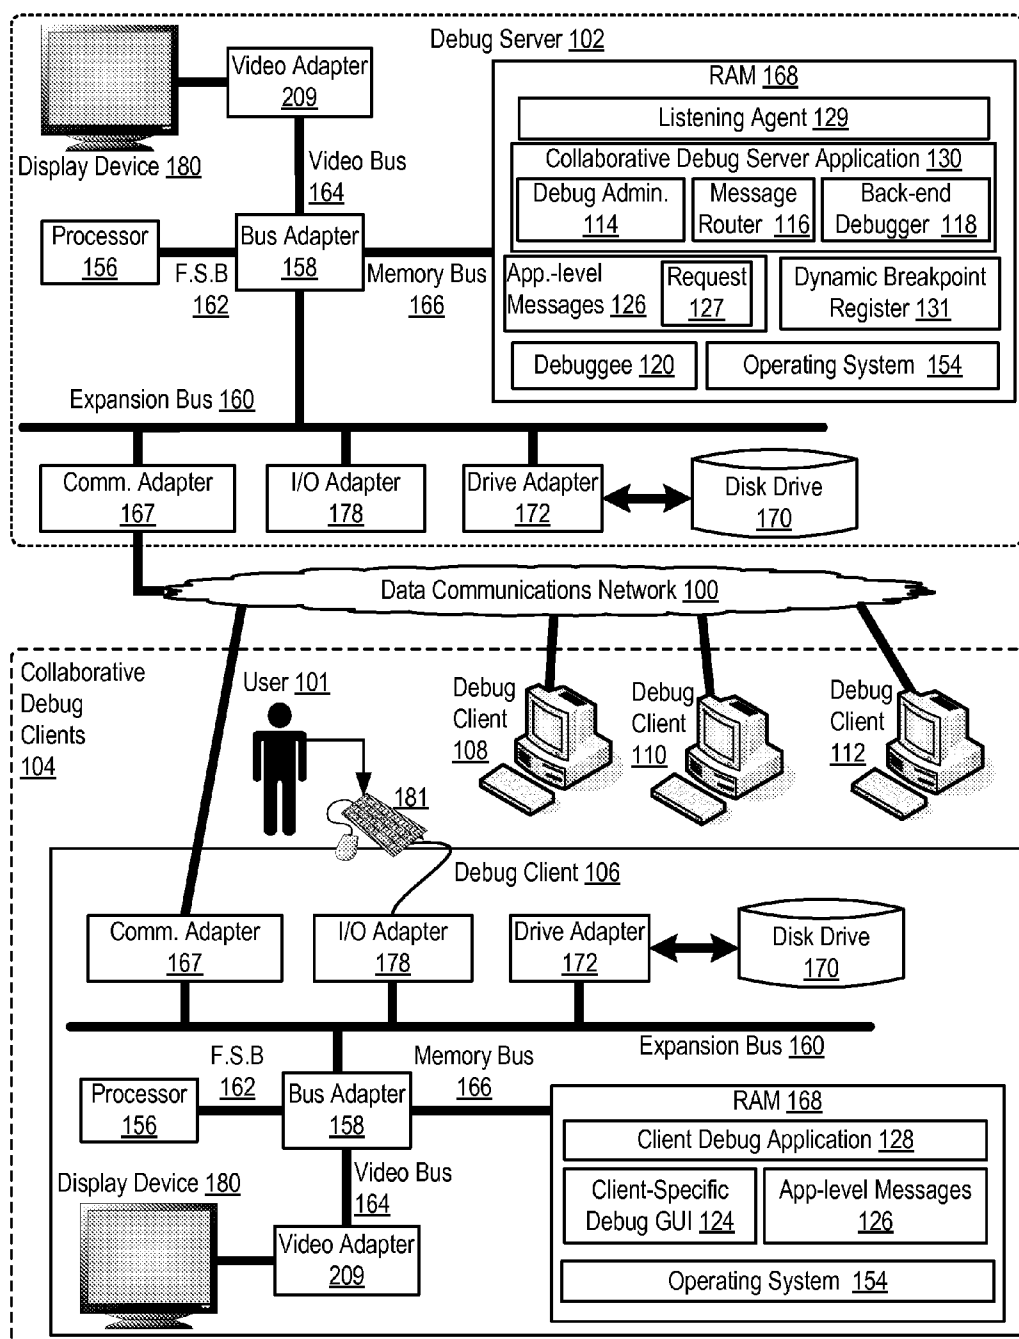 Debug Server 102
Video Adapter
209
Display Device 180
Video Bus
164
Processor
156
Bus Adapter
158
F.S.B
162
Memory Bus
166
RAM 168
Listening Agent 129
Collaborative Debug Server Application 130
Debug Admin.
114
Message
Router 116
Back-end
Debugger 118
App.-level
Messages 126
Request
127
Dynamic Breakpoint
Register 131
Debuggee 120
Operating System 154
Expansion Bus 160
Comm. Adapter
167
I/O Adapter
178
Drive Adapter
172
Disk Drive
170
Data Communications Network 100
Collaborative
Debug
Clients
104
User 101
181
Debug
Client
108
Debug
Client
110
Debug
Client
112
Debug Client 106
Comm. Adapter
167
I/O Adapter
178
Drive Adapter
172
Disk Drive
170
Expansion Bus 160
F.S.B
162
Memory Bus
166
Processor
156
Bus Adapter
158
Video Bus
164
Display Device 180
Video Adapter
209
RAM 168
Client Debug Application 128
Client-Specific
Debug GUI 124
App-level Messages
126
Operating System 154